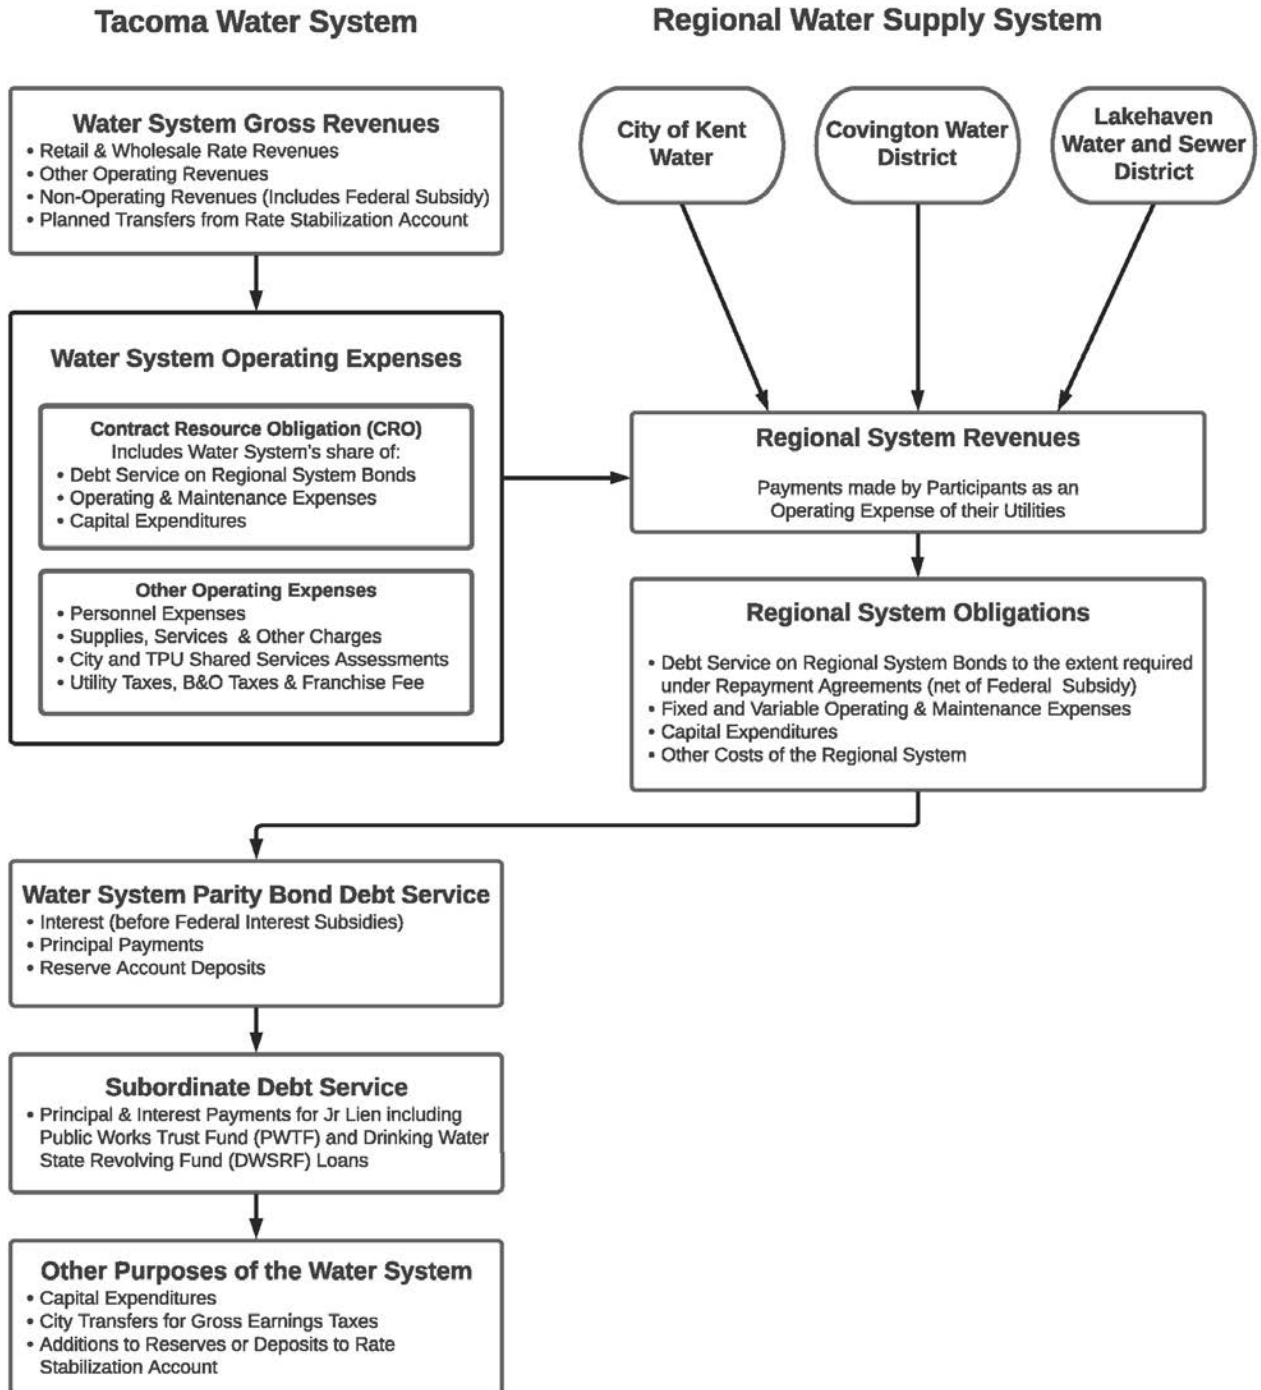 Tacoma Water System
Regional Water Supply System
Water System Gross Revenues
• Retail & Wholesale Rate Revenues
• Other Operating Revenues
• Non-Operating Revenues (Includes Federal Subsidy)
• Planned Transfers from Rate Stabilization Account
City of Kent
Water
Covington Water
District
Lakehaven
Water and Sewer
District
Water System Operating Expenses
Contract Resource Obligation (CRO)
Includes Water System's share of:
• Debt Service on Regional System Bonds
• Operating & Maintenance Expenses
• Capital Expenditures
Other Operating Expenses
• Personnel Expenses
• Supplies, Services & Other Charges
• City and TPU Shared Services Assessments
• Utility Taxes, B&O Taxes & Franchise Fee
Regional System Revenues
Payments made by Participants as an
Operating Expense of their Utilities
Regional System Obligations
• Debt Service on Regional System Bonds to the extent required
under Repayment Agreements (net of Federal Subsidy)
• Fixed and Variable Operating & Maintenance Expenses
• Capital Expenditures
• Other Costs of the Regional System
Water System Parity Bond Debt Service
• Interest (before Federal Interest Subsidies)
• Principal Payments
• Reserve Account Deposits
Subordinate Debt Service
• Principal & Interest Payments for Jr Lien including
Public Works Trust Fund (PWTF) and Drinking Water
State Revolving Fund (DWSRF) Loans
Other Purposes of the Water System
• Capital Expenditures
• City Transfers for Gross Earnings Taxes
• Additions to Reserves or Deposits to Rate
Stabilization Account